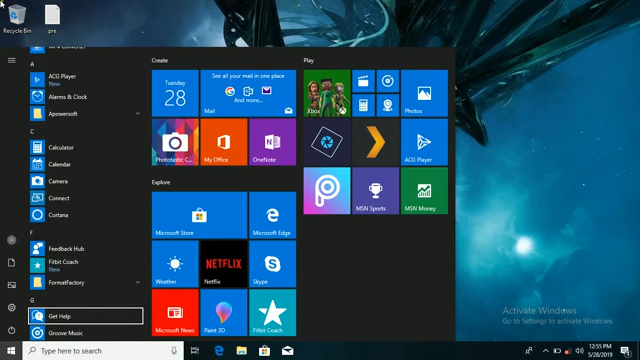 Recycle Bin
pre
A
ACG Player
New
Alarms & Clock
Apowersoft
C
Calculator
Calendar
Camera
Connect
Cortana
F
Feedback Hub
Fitbit Coach
New
FormatFactory
G
Get Help
Groove Music
Create
Tuesday
28
See all your mail in one place
And more...
Mail
Phototastic C...
My Office
OneNote
Explore
Microsoft Store
Microsoft Edge
Weather
NETFLIX
Netflix
Skype
Microsoft News
Paint 3D
Fitbit Coach
Play
Xbox
Photos
ACG Player
MSN Sports
MSN Money
Activate Windows
Go to Settings to activate Windows.
Type here to search
12:55 PM
5/28/2019